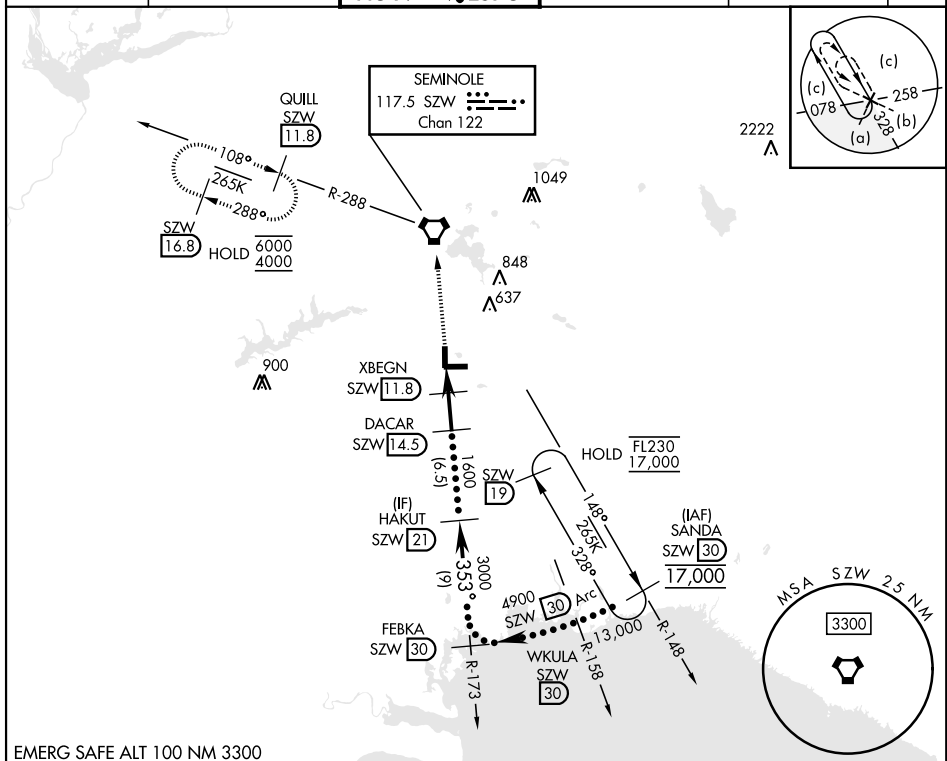 SEMINOLE
117.5 SZW
Chan 122
QUILL
SZW
11.8
108°
265K
288°
R-288
SZW
16.8
HOLD 6000
4000
(c)
(c)
258
078
328
(b)
(a)
2222
1049
848
637
900
XBEGN
SZW 11.8
DACAR
SZW 14.5
1600
(6.5)
(IF)
HAKUT
SZW 21
3000
353°
(9)
FEBKA
SZW 30
R-173
SZW
19
HOLD FL230
17,000
148°
265K
328°
(IAF)
SANDA
SZW 30
17,000
4900
SZW 30 Arc
13,000
WKULA
SZW
30
R-158
R-148
MSA SZW 25 NM
3300
EMERG SAFE ALT 100 NM 3300